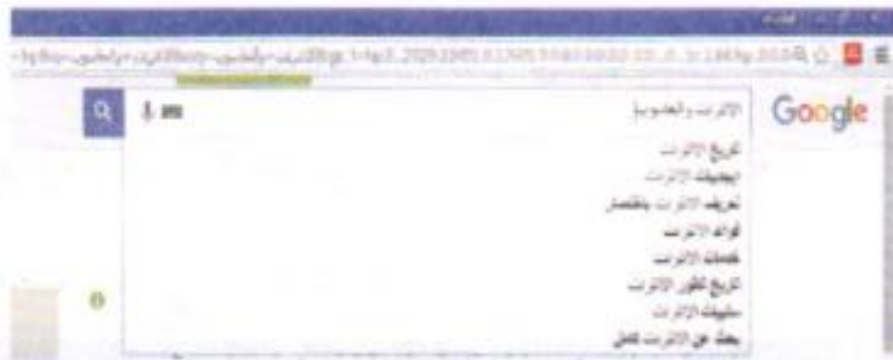 Google
الانترنت والحاسوب
تاريخ الانترنت
ايجابيات الانترنت
تعريف الانترنت باختصار
فوائد الانترنت
خدمات الانترنت
تاريخ تطور الانترنت
سلبيات الانترنت
بحث عن الانترنت كامل